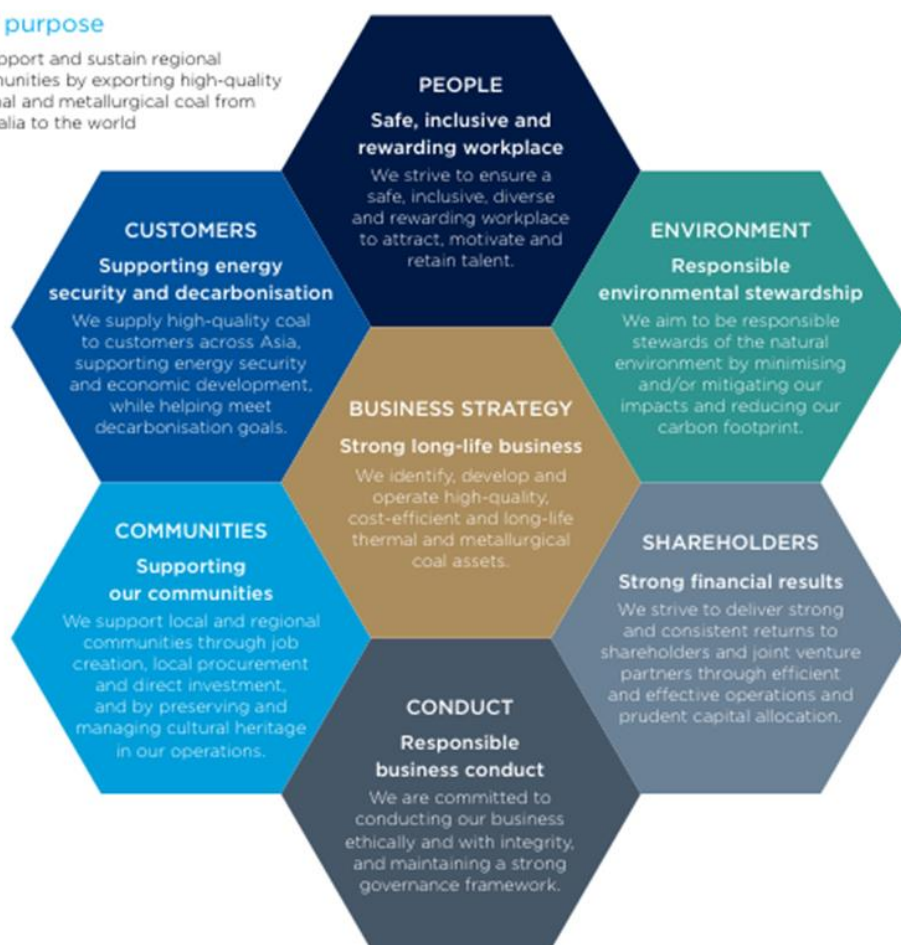 purpose
and sustain regional
by exporting high-quality
and metallurgical coal from
to the world
PEOPLE
Safe, inclusive and
rewarding workplace
We strive to ensure a
safe, inclusive, diverse
and rewarding workplace
to attract, motivate and
retain talent.
CUSTOMERS
Supporting energy
security and decarbonisation
We supply high-quality coal
to customers across Asia,
supporting energy security
and economic development,
while helping meet
decarbonisation goals.
ENVIRONMENT
Responsible
environmental stewardship
We aim to be responsible
stewards of the natural
environment by minimising
and/or mitigating our
impacts and reducing our
carbon footprint.
BUSINESS STRATEGY
Strong long-life business
We identify, develop and
operate high-quality,
cost-efficient and long-life
thermal and metallurgical
coal assets.
COMMUNITIES
Supporting
our communities
We support local and regional
communities through job
creation, local procurement
and direct investment,
and by preserving and
managing cultural heritage
in our operations.
SHAREHOLDERS
Strong financial results
We strive to deliver strong
and consistent returns to
shareholders and joint venture
partners through efficient
and effective operations and
prudent capital allocation.
CONDUCT
Responsible
business conduct
We are committed to
conducting our business
ethically and with integrity,
and maintaining a strong
governance framework.